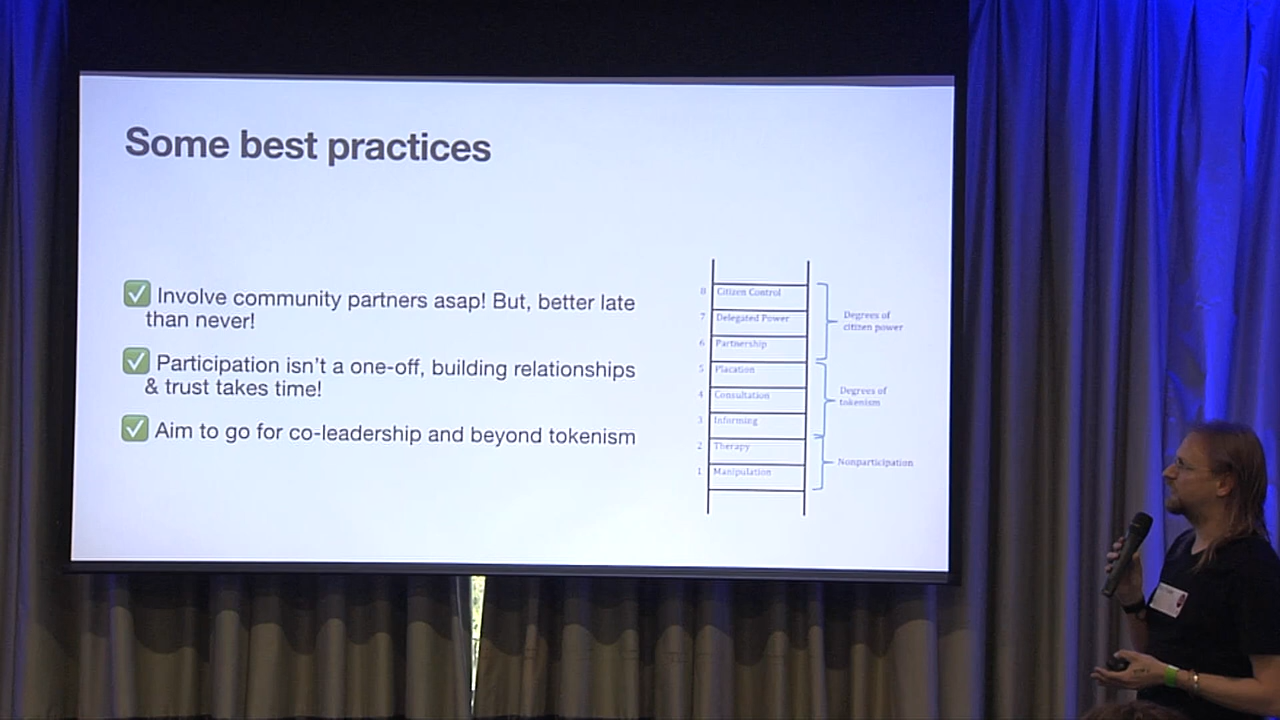 Some best practices
✅ Involve community partners asap! But, better late
than never!
✅ Participation isn't a one-off, building relationships
& trust takes time!
✅ Aim to go for co-leadership and beyond tokenism
8 Citizen Control
7 Delegated Power
6 Partnership
5 Placation
4 Consultation
3 Informing
2 Therapy
1 Manipulation
Degrees of
citizen power
Degrees of
tokenism
Nonparticipation